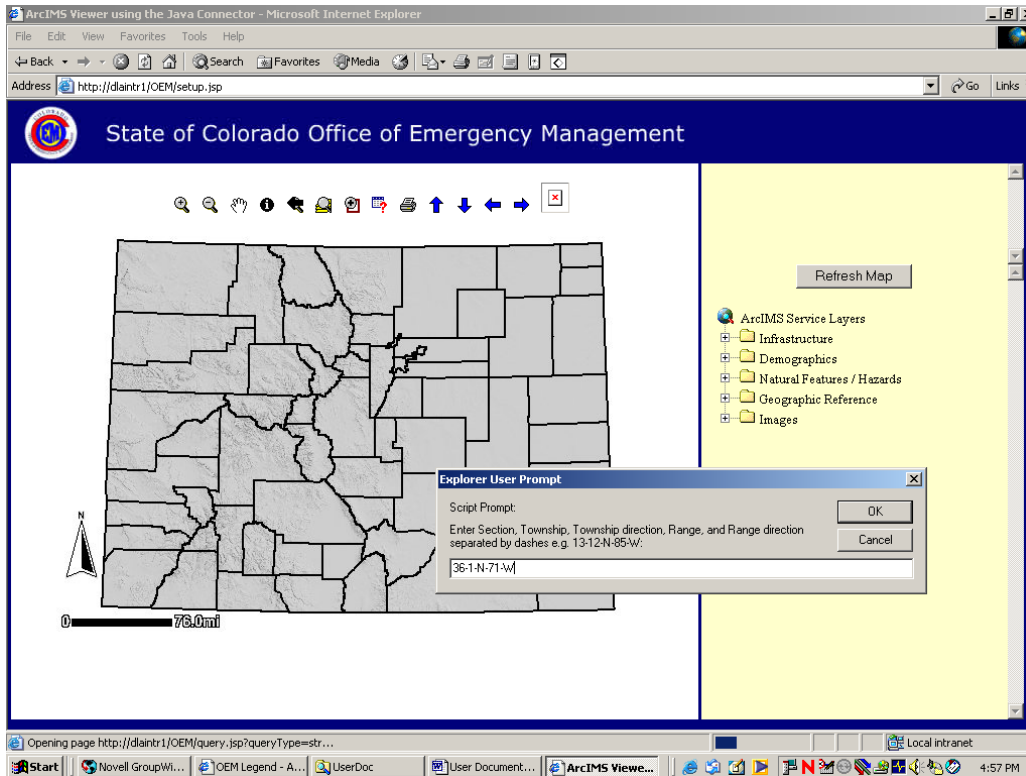 ArcIMS Viewer using the Java Connector - Microsoft Internet Explorer
File Edit View Favorites Tools Help
Back Search Favorites Media
Address http://dlaintr1/OEM/setup.jsp Go Links
State of Colorado Office of Emergency Management
Refresh Map
ArcIMS Service Layers
Infrastructure
Demographics
Natural Features / Hazards
Geographic Reference
Images
Explorer User Prompt
Script Prompt:
OK
Enter Section, Township, Township direction, Range, and Range direction
separated by dashes e.g. 13-12-N-85-W:
Cancel
36-1-N-71-W
N
0 76.0mi
Opening page http://dlaintr1/OEM/query.jsp?queryType=str... Local intranet
Start Novell GroupWi... OEM Legend - A... UserDoc User Document... ArcIMS Viewe... 4:57 PM